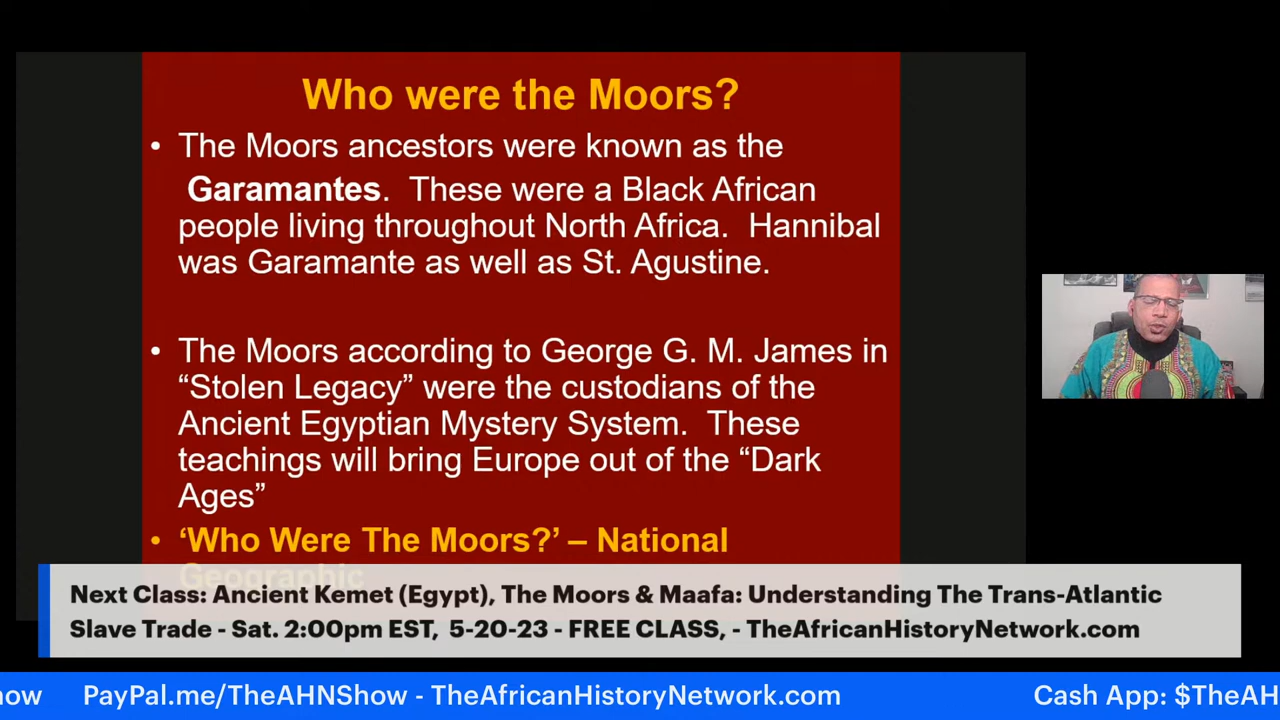 Who were the Moors?
• The Moors ancestors were known as the
Garamantes. These were a Black African
people living throughout North Africa. Hannibal
was Garamante as well as St. Agustine.
• The Moors according to George G. M. James in
“Stolen Legacy” were the custodians of the
Ancient Egyptian Mystery System. These
teachings will bring Europe out of the “Dark
Ages”
• ‘Who Were The Moors?’ – National
Geographic
Next Class: Ancient Kemet (Egypt), The Moors & Maafa: Understanding The Trans-Atlantic
Slave Trade - Sat. 2:00pm EST, 5-20-23 - FREE CLASS, - TheAfricanHistoryNetwork.com
how PayPal.me/TheAHNShow - TheAfricanHistoryNetwork.com Cash App: $TheAH